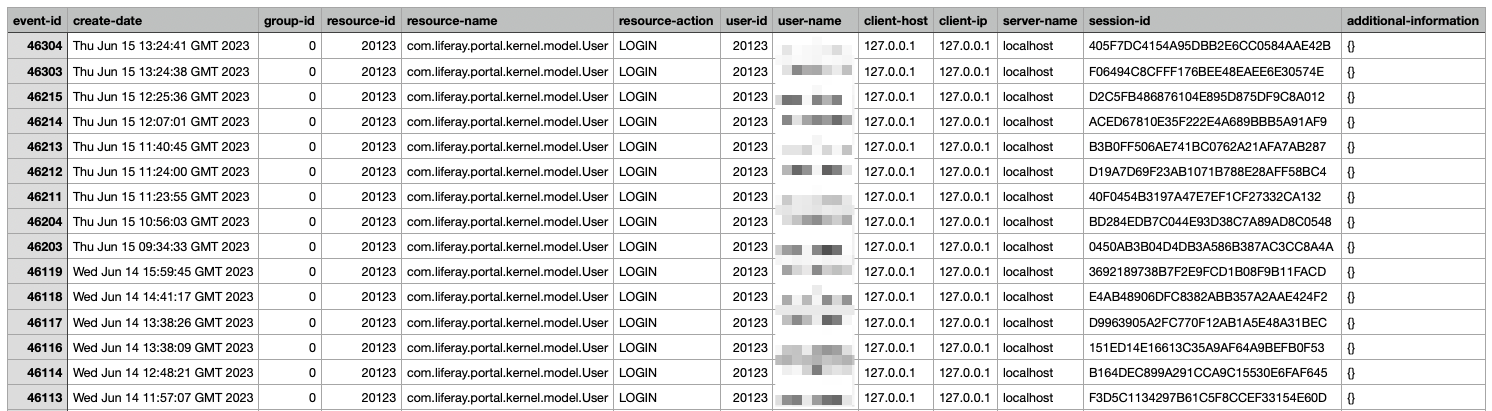 event-id create-date group-id resource-id resource-name resource-action user-id user-name client-host client-ip server-name session-id additional-information
46304 Thu Jun 15 13:24:41 GMT 2023 0 20123 com.liferay.portal.kernel.model.User LOGIN 20123 127.0.0.1 127.0.0.1 localhost 405F7DC4154A95DBB2E6CC0584AAE42B {}
46303 Thu Jun 15 13:24:38 GMT 2023 0 20123 com.liferay.portal.kernel.model.User LOGIN 20123 127.0.0.1 127.0.0.1 localhost F06494C8CFFF176BEE48EAEE6E30574E {}
46215 Thu Jun 15 12:25:36 GMT 2023 0 20123 com.liferay.portal.kernel.model.User LOGIN 20123 127.0.0.1 127.0.0.1 localhost D2C5FB486876104E895D875DF9C8A012 {}
46214 Thu Jun 15 12:07:01 GMT 2023 0 20123 com.liferay.portal.kernel.model.User LOGIN 20123 127.0.0.1 127.0.0.1 localhost ACED67810E35F222E4A689BBB5A91AF9 {}
46213 Thu Jun 15 11:40:45 GMT 2023 0 20123 com.liferay.portal.kernel.model.User LOGIN 20123 127.0.0.1 127.0.0.1 localhost B3B0FF506AE741BC0762A21AFA7AB287 {}
46212 Thu Jun 15 11:24:00 GMT 2023 0 20123 com.liferay.portal.kernel.model.User LOGIN 20123 127.0.0.1 127.0.0.1 localhost D19A7D69F23AB1071B788E28AFF58BC4 {}
46211 Thu Jun 15 11:23:55 GMT 2023 0 20123 com.liferay.portal.kernel.model.User LOGIN 20123 127.0.0.1 127.0.0.1 localhost 40F0454B3197A47E7EF1CF27332CA132 {}
46204 Thu Jun 15 10:56:03 GMT 2023 0 20123 com.liferay.portal.kernel.model.User LOGIN 20123 127.0.0.1 127.0.0.1 localhost BD284EDB7C044E93D38C7A89AD8C0548 {}
46203 Thu Jun 15 09:34:33 GMT 2023 0 20123 com.liferay.portal.kernel.model.User LOGIN 20123 127.0.0.1 127.0.0.1 localhost 0450AB3B04D4DB3A586B387AC3CC8A4A {}
46119 Wed Jun 14 15:59:45 GMT 2023 0 20123 com.liferay.portal.kernel.model.User LOGIN 20123 127.0.0.1 127.0.0.1 localhost 3692189738B7F2E9FCD1B08F9B11FACD {}
46118 Wed Jun 14 14:41:17 GMT 2023 0 20123 com.liferay.portal.kernel.model.User LOGIN 20123 127.0.0.1 127.0.0.1 localhost E4AB48906DFC8382ABB357A2AAE424F2 {}
46117 Wed Jun 14 13:38:26 GMT 2023 0 20123 com.liferay.portal.kernel.model.User LOGIN 20123 127.0.0.1 127.0.0.1 localhost D9963905A2FC770F12AB1A5E48A31BEC {}
46116 Wed Jun 14 13:38:09 GMT 2023 0 20123 com.liferay.portal.kernel.model.User LOGIN 20123 127.0.0.1 127.0.0.1 localhost 151ED14E16613C35A9AF64A9BEFB0F53 {}
46114 Wed Jun 14 12:48:21 GMT 2023 0 20123 com.liferay.portal.kernel.model.User LOGIN 20123 127.0.0.1 127.0.0.1 localhost B164DEC899A291CCA9C15530E6FAF645 {}
46113 Wed Jun 14 11:57:07 GMT 2023 0 20123 com.liferay.portal.kernel.model.User LOGIN 20123 127.0.0.1 127.0.0.1 localhost F3D5C1134297B61C5F8CCEF33154E60D {}